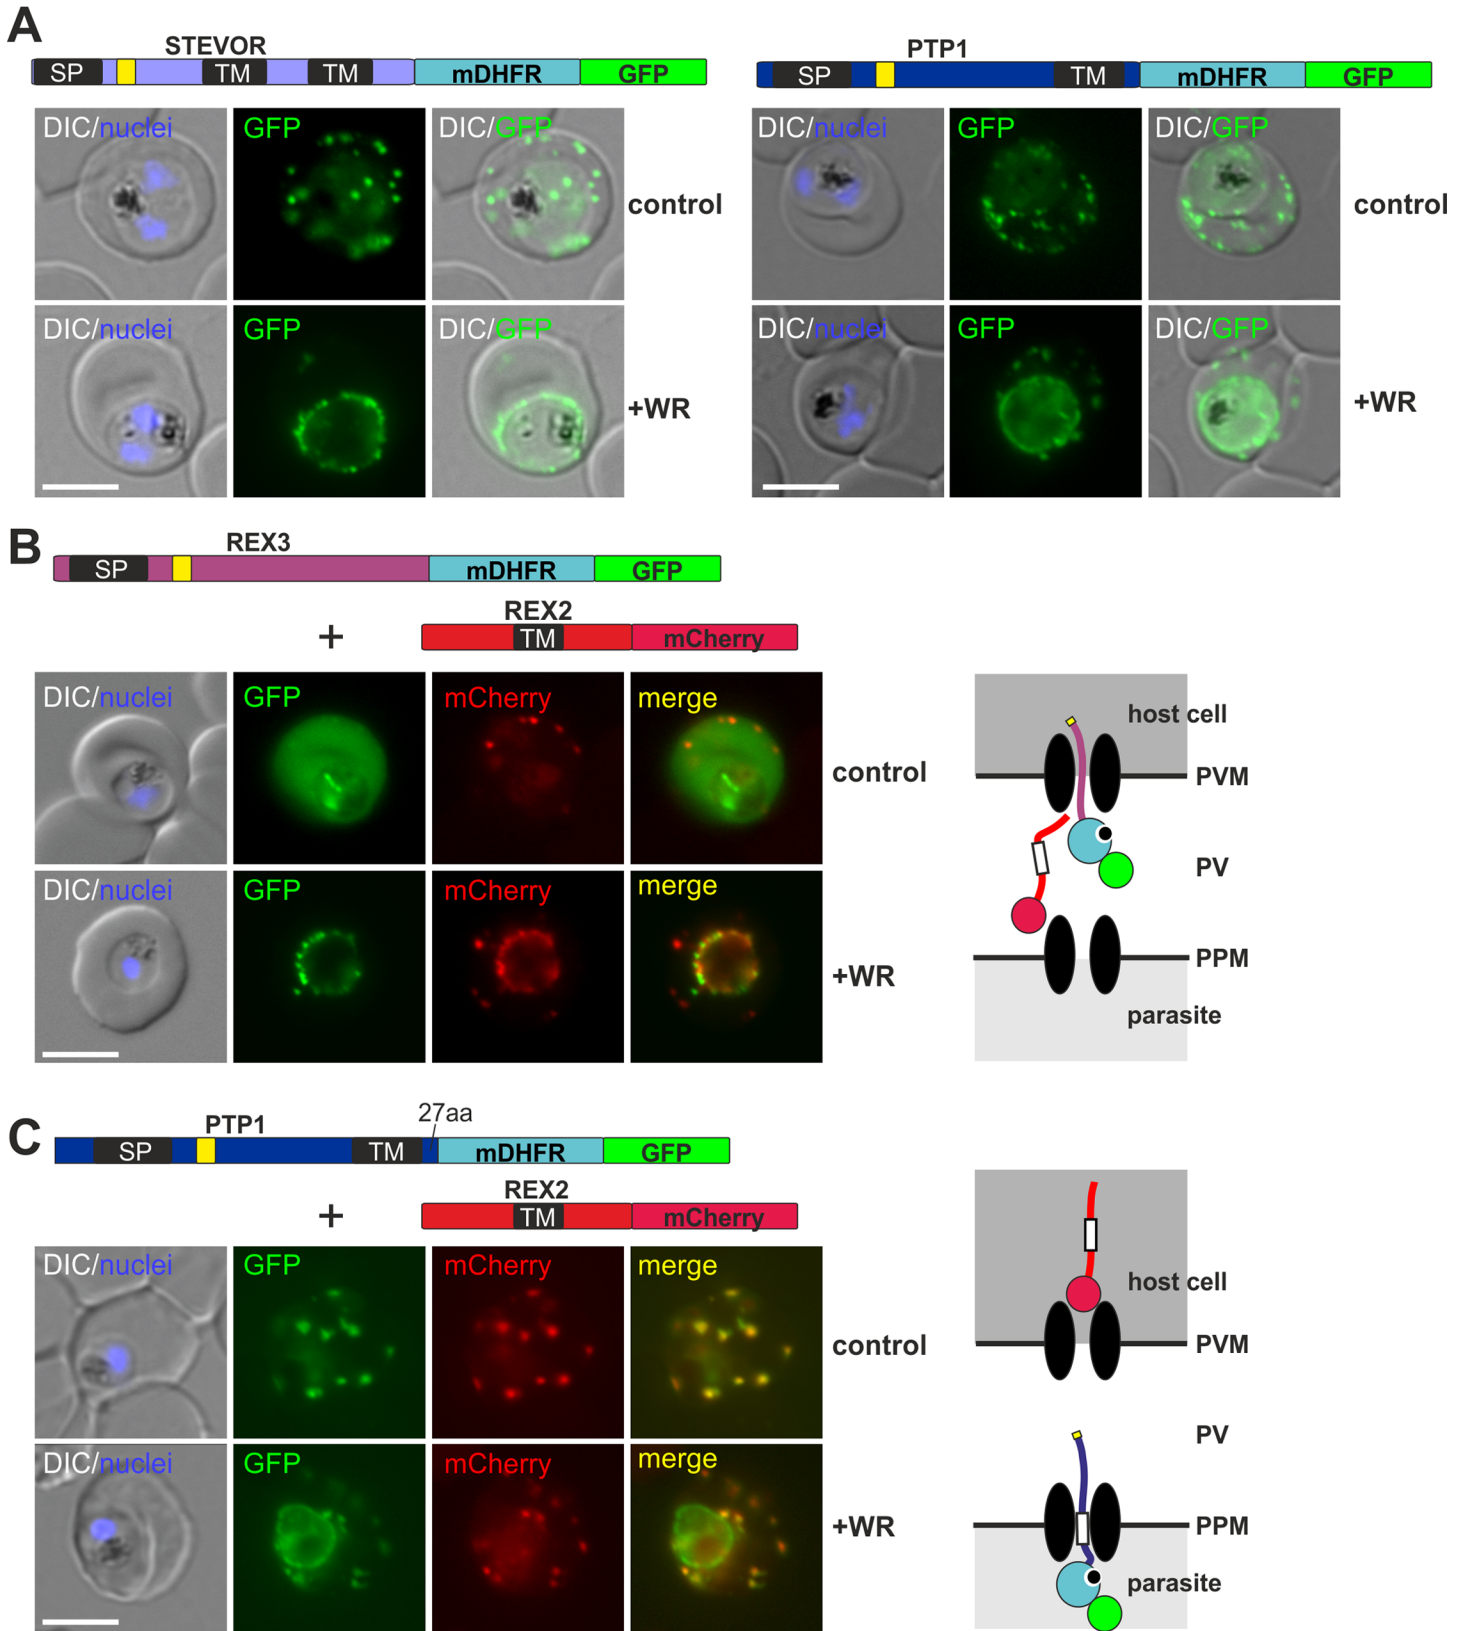 A
STEVOR
SP TM TM mDHFR GFP
PTP1
SP TM mDHFR GFP
DIC/nuclei GFP DIC/GFP control
DIC/nuclei GFP DIC/GFP control
DIC/nuclei GFP DIC/GFP +WR
DIC/nuclei GFP DIC/GFP +WR
B
REX3
SP mDHFR GFP
REX2
+ TM mCherry
DIC/nuclei GFP mCherry merge control
DIC/nuclei GFP mCherry merge +WR
host cell
PVM
PV
PPM
parasite
C
PTP1 27aa
SP TM mDHFR GFP
REX2
+ TM mCherry
DIC/nuclei GFP mCherry merge control
DIC/nuclei GFP mCherry merge +WR
host cell
PVM
PV
PPM
parasite